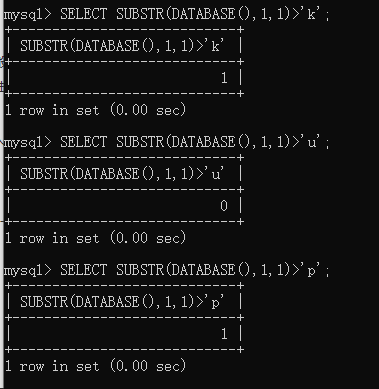 mysql> SELECT SUBSTR(DATABASE(),1,1)>'k';
+--------------------------+
| SUBSTR(DATABASE(),1,1)>'k' |
+--------------------------+
| 1 |
+--------------------------+
1 row in set (0.00 sec)
mysql> SELECT SUBSTR(DATABASE(),1,1)>'u';
+--------------------------+
| SUBSTR(DATABASE(),1,1)>'u' |
+--------------------------+
| 0 |
+--------------------------+
1 row in set (0.00 sec)
mysql> SELECT SUBSTR(DATABASE(),1,1)>'p';
+--------------------------+
| SUBSTR(DATABASE(),1,1)>'p' |
+--------------------------+
| 1 |
+--------------------------+
1 row in set (0.00 sec)